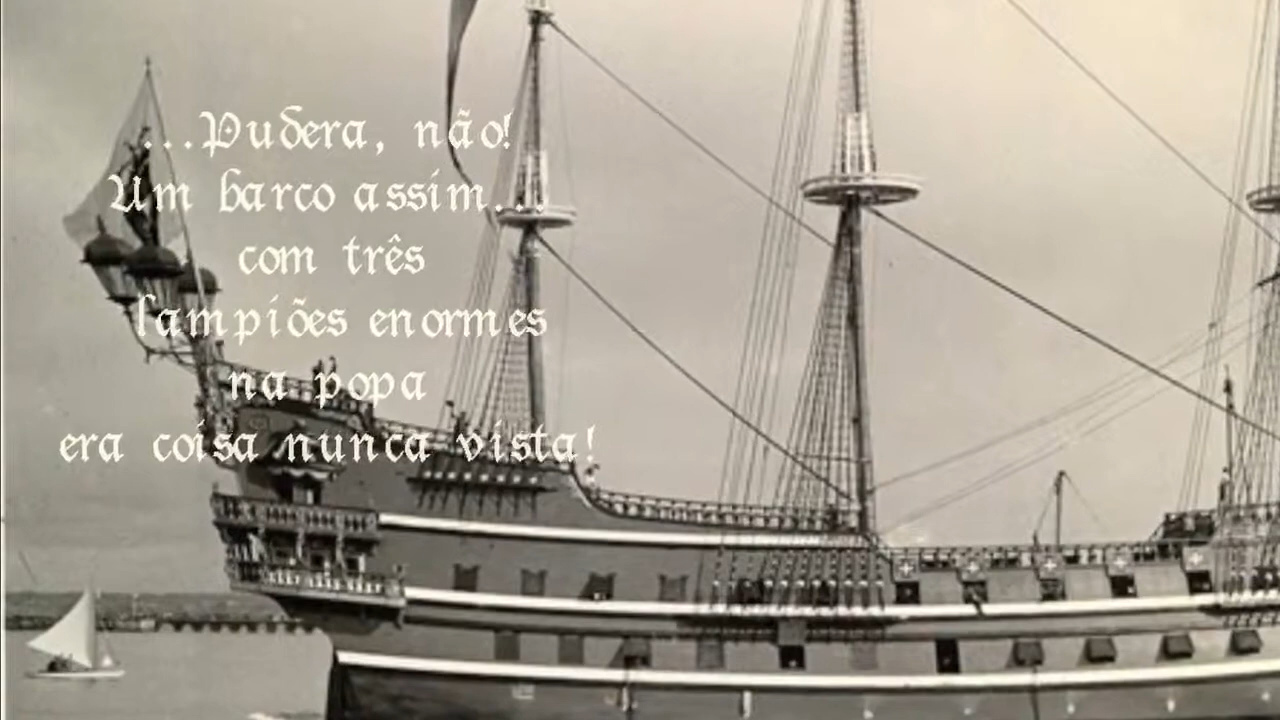 ...Pudera, não!
Um barco assim...
com três
lampiões enormes
na popa
era coisa nunca vista!